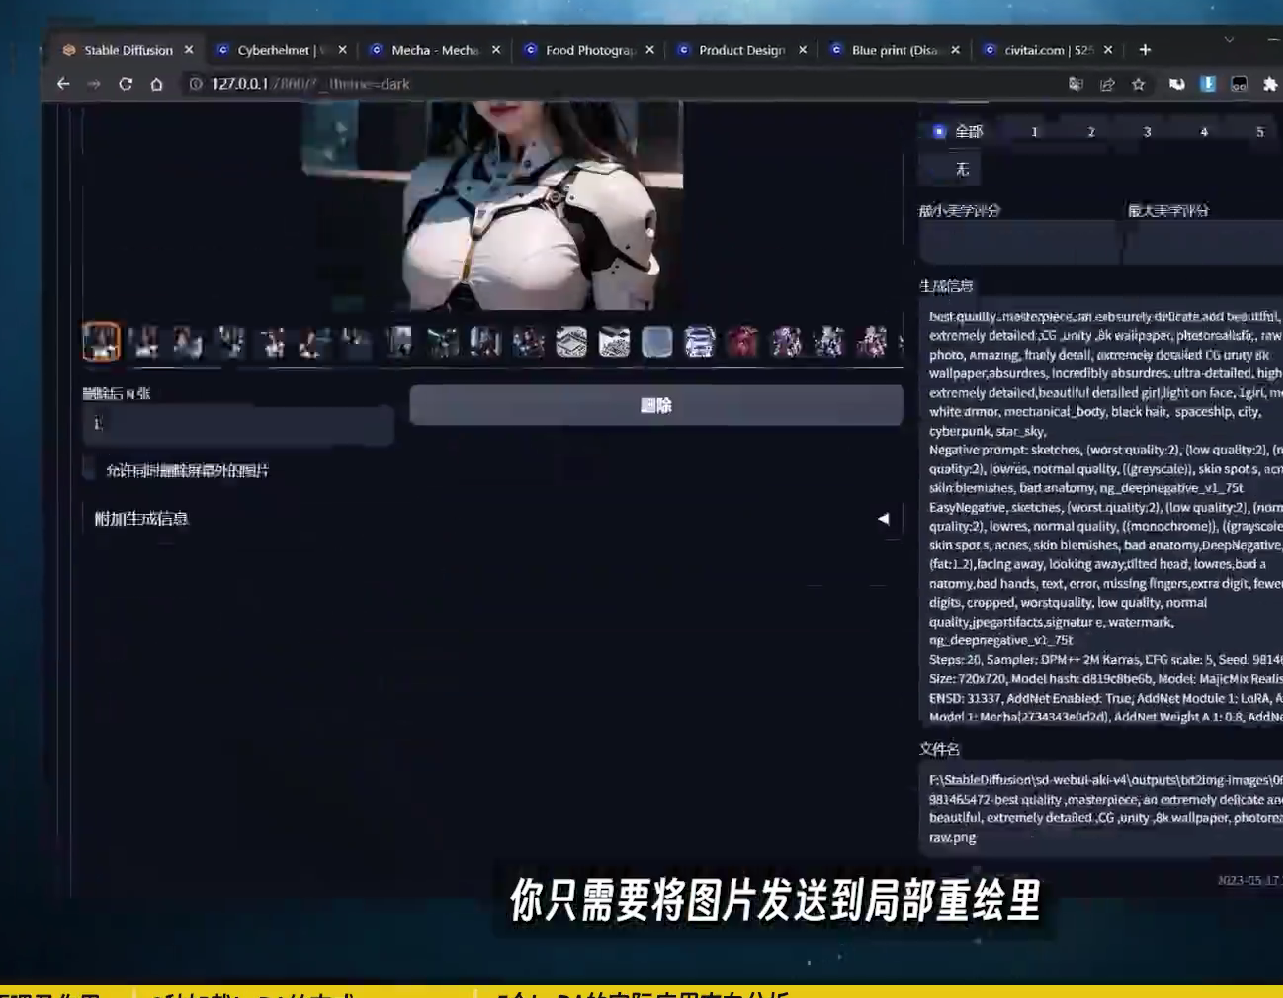 Stable Diffusion
Cyberhelmet |
Mecha - Mecha
Food Photograp
Product Design
Blue print (Disa
civitai.com | 525
127.0.0.1:7860/?__theme=dark
全部 1 2 3 4 5
无
最小美学评分 最大美学评分
生成信息
best quality ,masterpiece, an extremely delicate and beautiful,
extremely detailed ,CG ,unity ,8k wallpaper, photorealistic, raw
photo, Amazing, finely detail, extremely detailed CG unity 8k
wallpaper,absurdres, incredibly absurdres, ultra-detailed, high
extremely detailed,beautiful detailed girl,light on face, 1girl, me
white armor, mechanical_body, black hair, spaceship, city,
cyberpunk, star_sky,
Negative prompt: sketches, (worst quality:2), (low quality:2), (n
quality:2), lowres, normal quality, ((grayscale)), skin spots, acn
skin blemishes, bad anatomy, ng_deepnegative_v1_75t
EasyNegative, sketches, (worst quality:2), (low quality:2), (norm
quality:2), lowres, normal quality, ((monochrome)), ((grayscale
skin spots, acnes, skin blemishes, bad anatomy,DeepNegative,
(fat:1.2),facing away, looking away,tilted head, lowres,bad a
natomy,bad hands, text, error, missing fingers,extra digit, fewe
digits, cropped, worstquality, low quality, normal
quality,jpegartifacts,signatur e, watermark,
ng_deepnegative_v1_75t
Steps: 20, Sampler: DPM++ 2M Karras, CFG scale: 5, Seed: 9814
Size: 720x720, Model hash: d819c8be6b, Model: MajicMix Realis
ENSD: 31337, AddNet Enabled: True, AddNet Module 1: LoRA, A
Model 1: Mecha(2734343e0d2d), AddNet Weight A 1: 0.8, AddNe
删除后 N 张
1
删除
允许同时删除屏幕外的图片
附加生成信息
文件名
F:\StableDiffusion\sd-webui-aki-v4\outputs\txt2img-images\0
981465472-best quality ,masterpiece, an extremely delicate and
beautiful, extremely detailed ,CG ,unity ,8k wallpaper, photorea
raw.png
2023-05-17
你只需要将图片发送到局部重绘里